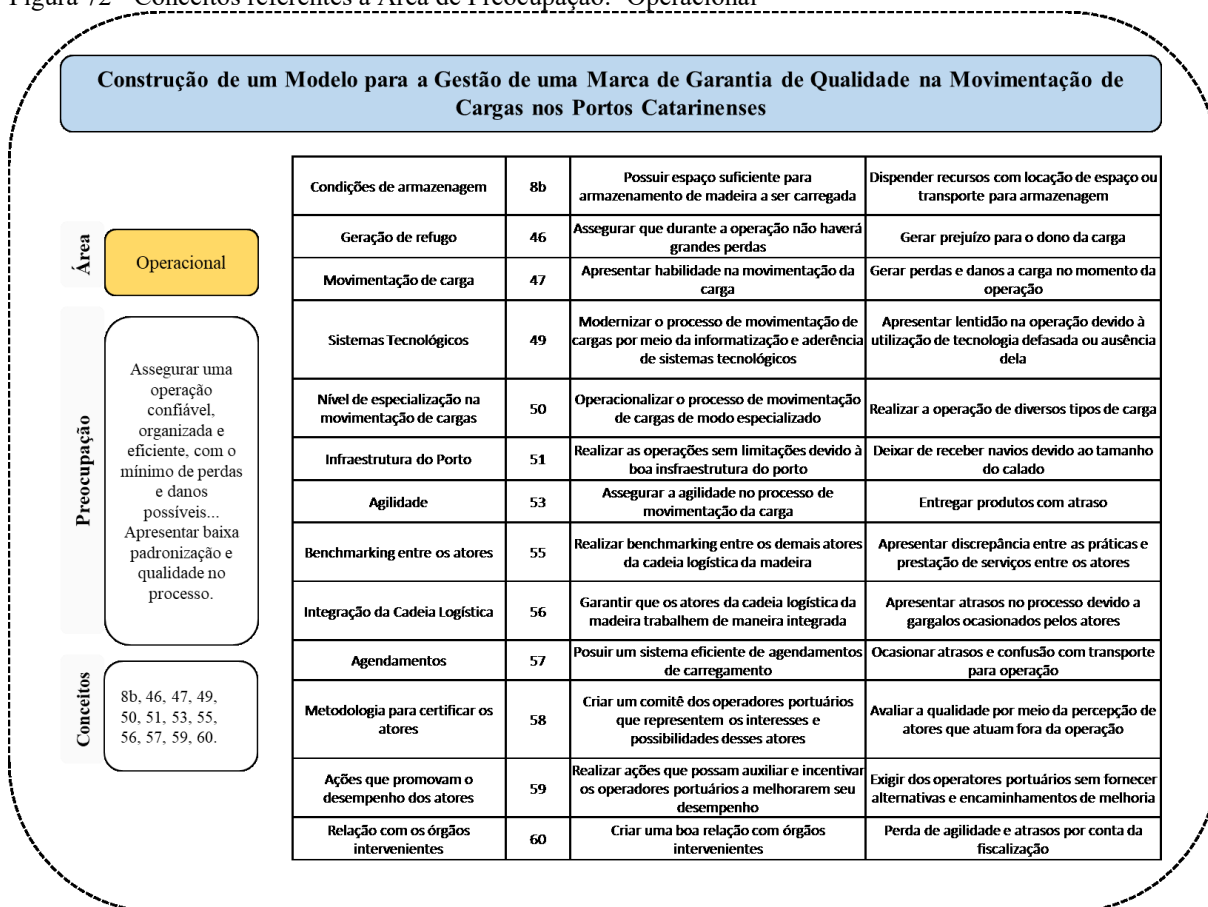 Figura 72 - Conceitos referentes a Área de Preocupação: Operacional
Construção de um Modelo para a Gestão de uma Marca de Garantia de Qualidade na Movimentação de
Cargas nos Portos Catarinenses
Área
Operacional
Preocupação
Assegurar uma
operação
confiável,
organizada e
eficiente, com o
mínimo de perdas
e danos
possíveis...
Apresentar baixa
padronização e
qualidade no
processo.
Conceitos
8b, 46, 47, 49,
50, 51, 53, 55,
56, 57, 59, 60.
Condições de armazenagem
8b
Possuir espaço suficiente para
armazenamento de madeira a ser carregada
Dispender recursos com locação de espaço ou
transporte para armazenagem
Geração de refugo
46
Assegurar que durante a operação não haverá
grandes perdas
Gerar prejuízo para o dono da carga
Movimentação de carga
47
Apresentar habilidade na movimentação da
carga
Gerar perdas e danos a carga no momento da
operação
Sistemas Tecnológicos
49
Modernizar o processo de movimentação de
cargas por meio da informatização e aderência
de sistemas tecnológicos
Apresentar lentidão na operação devido à
utilização de tecnologia defasada ou ausência
dela
Nível de especialização na
movimentação de cargas
50
Operacionalizar o processo de movimentação
de cargas de modo especializado
Realizar a operação de diversos tipos de carga
Infraestrutura do Porto
51
Realizar as operações sem limitações devido à
boa insfraestrutura do porto
Deixar de receber navios devido ao tamanho
do calado
Agilidade
53
Assegurar a agilidade no processo de
movimentação da carga
Entregar produtos com atraso
Benchmarking entre os atores
55
Realizar benchmarking entre os demais atores
da cadeia logística da madeira
Apresentar discrepância entre as práticas e
prestação de serviços entre os atores
Integração da Cadeia Logística
56
Garantir que os atores da cadeia logística da
madeira trabalhem de maneira integrada
Apresentar atrasos no processo devido a
gargalos ocasionados pelos atores
Agendamentos
57
Posuir um sistema eficiente de agendamentos
de carregamento
Ocasionar atrasos e confusão com transporte
para operação
Metodologia para certificar os
atores
58
Criar um comitê dos operadores portuários
que representem os interesses e
possibilidades desses atores
Avaliar a qualidade por meio da percepção de
atores que atuam fora da operação
Ações que promovam o
desempenho dos atores
59
Realizar ações que possam auxiliar e incentivar
os operadores portuários a melhorarem seu
desempenho
Exigir dos operatores portuários sem fornecer
alternativas e encaminhamentos de melhoria
Relação com os órgãos
intervenientes
60
Criar uma boa relação com órgãos
intervenientes
Perda de agilidade e atrasos por conta da
fiscalização